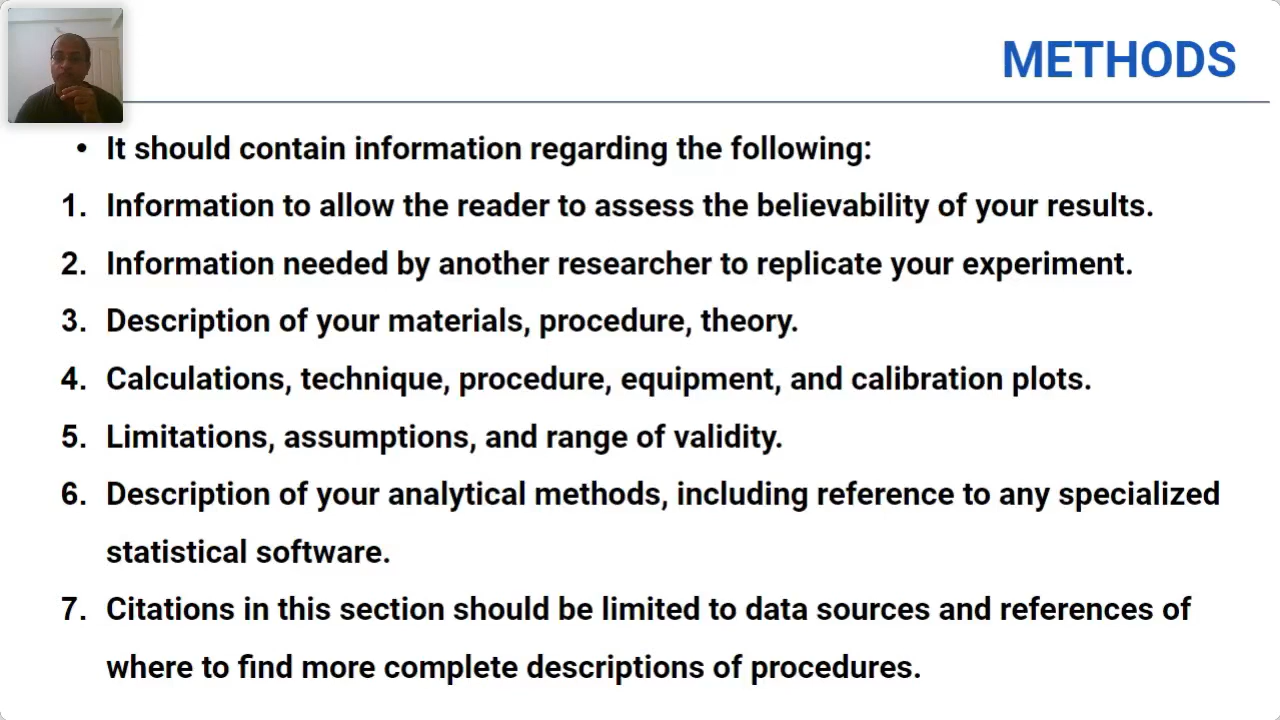 METHODS
• It should contain information regarding the following:
1. Information to allow the reader to assess the believability of your results.
2. Information needed by another researcher to replicate your experiment.
3. Description of your materials, procedure, theory.
4. Calculations, technique, procedure, equipment, and calibration plots.
5. Limitations, assumptions, and range of validity.
6. Description of your analytical methods, including reference to any specialized
statistical software.
7. Citations in this section should be limited to data sources and references of
where to find more complete descriptions of procedures.